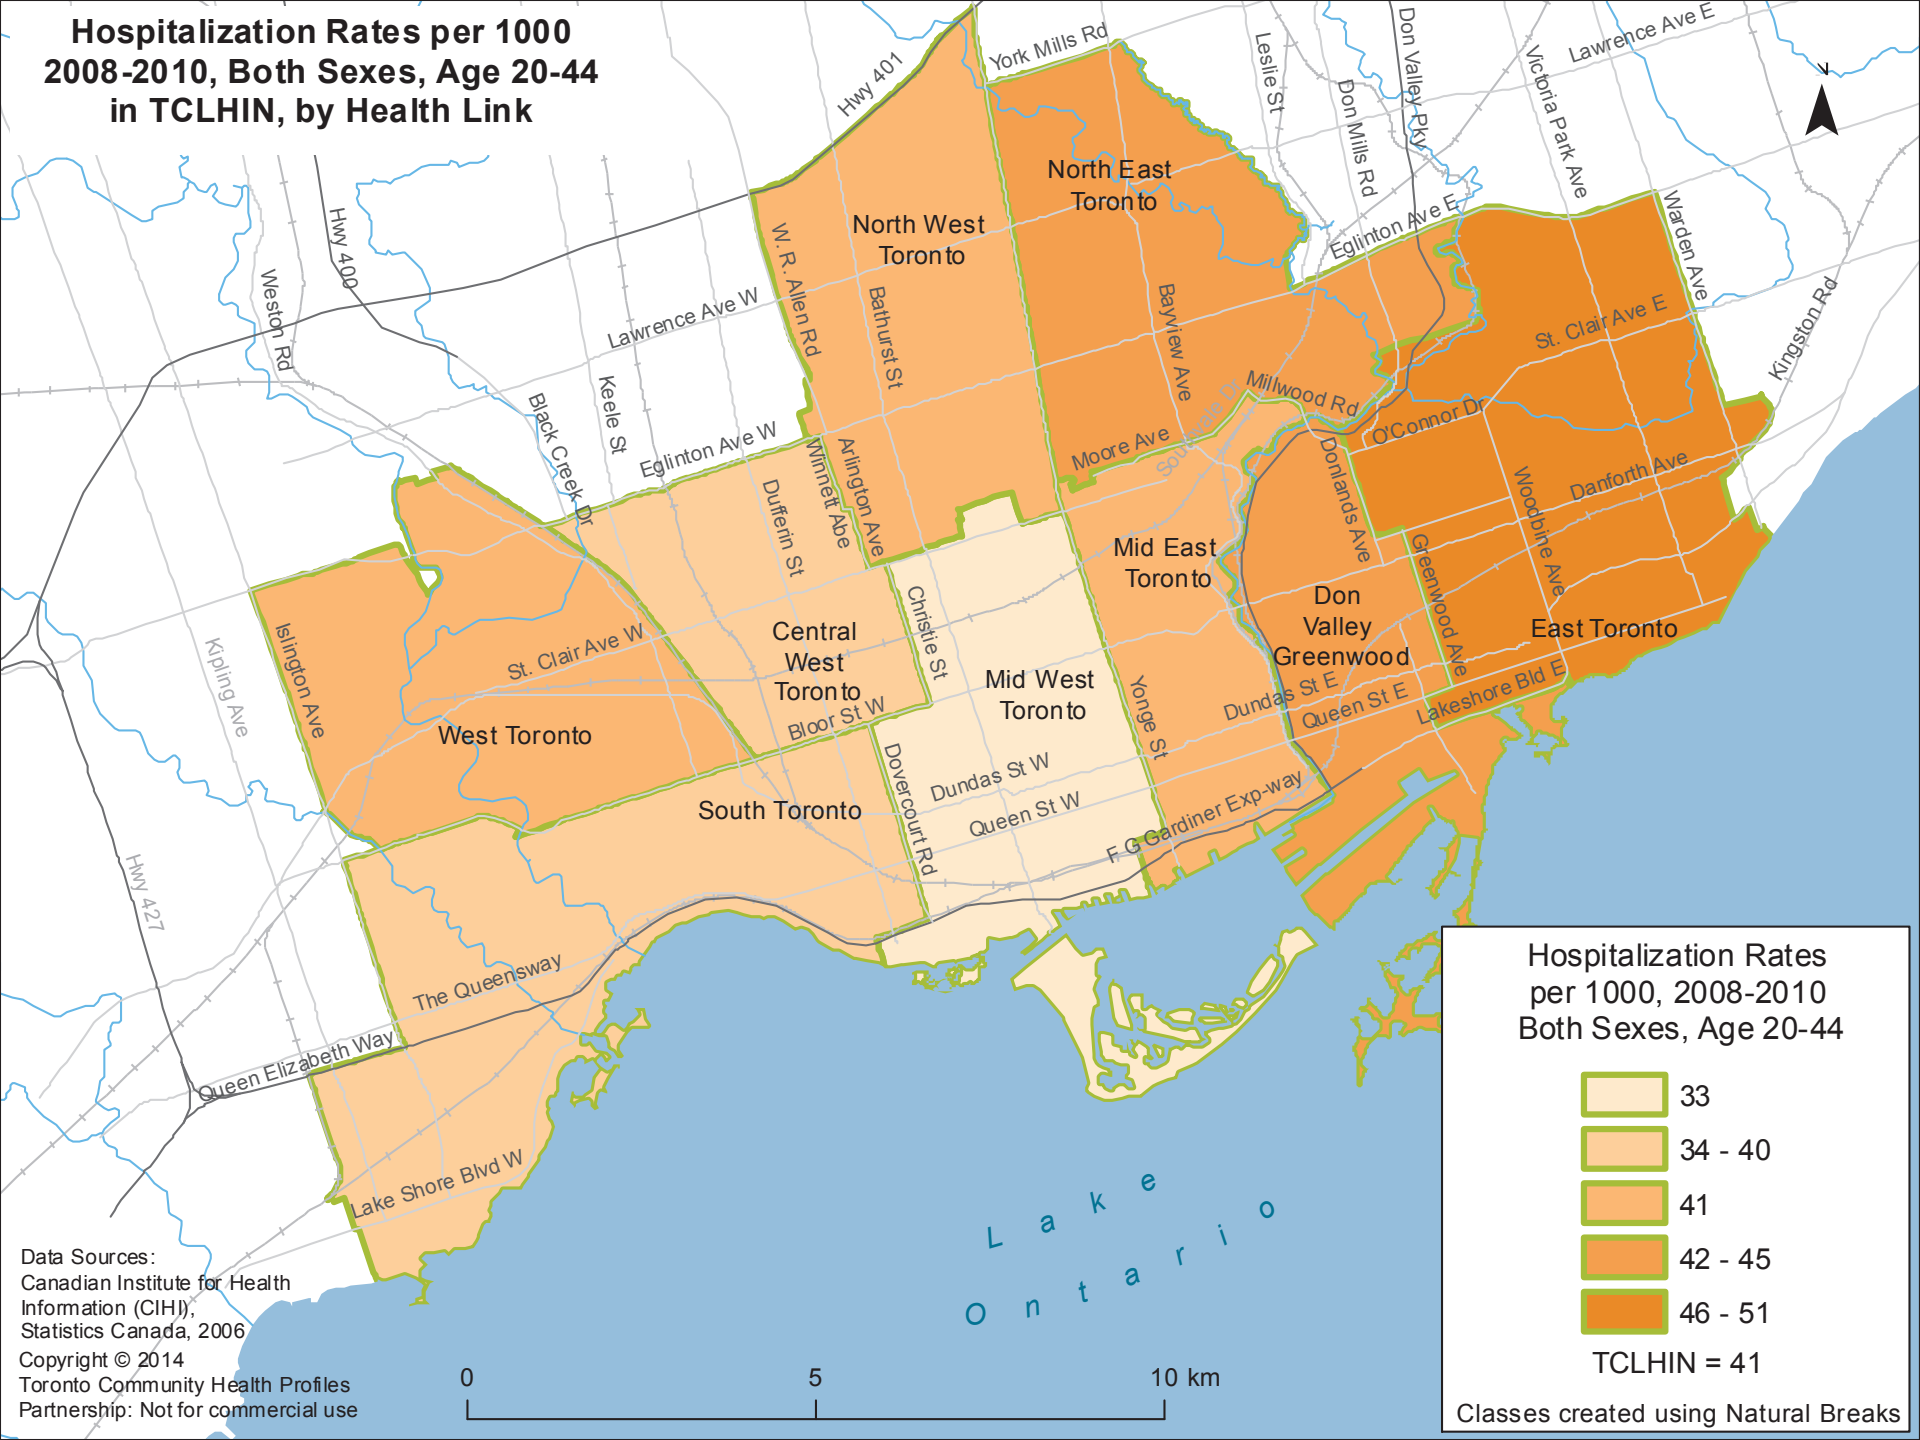 Hospitalization Rates per 1000
2008-2010, Both Sexes, Age 20-44
in TCLHIN, by Health Link
Hwy 401
York Mills Rd
Leslie St
Don Mills Rd
Don Valley Pky
Victoria Park Ave
Lawrence Ave E
N
North East
Toronto
North West
Toronto
W. R. Allen Rd
Bathurst St
Bayview Ave
Eglinton Ave E
Warden Ave
Kingston Rd
St. Clair Ave E
Hwy 400
Weston Rd
Lawrence Ave W
Keele St
Black Creek Dr
Eglinton Ave W
Dufferin St
Winnett Abe
Arlington Ave
Moore Ave
Southvale Dr
Millwood Rd
O'Connor Dr
Donlands Ave
Danforth Ave
Woodbine Ave
Greenwood Ave
Mid East
Toronto
Don
Valley
Greenwood
East Toronto
Christie St
Central
West
Toronto
Mid West
Toronto
Yonge St
Dundas St E
Queen St E
Lakeshore Bld E
Kipling Ave
Islington Ave
St. Clair Ave W
West Toronto
Bloor St W
South Toronto
Dovercourt Rd
Dundas St W
Queen St W
F G Gardiner Exp-way
Hwy 427
The Queensway
Queen Elizabeth Way
Lake Shore Blvd W
Lake
Ontario
Hospitalization Rates
per 1000, 2008-2010
Both Sexes, Age 20-44
33
34 - 40
41
42 - 45
46 - 51
TCLHIN = 41
Classes created using Natural Breaks
Data Sources:
Canadian Institute for Health
Information (CIHI),
Statistics Canada, 2006
Copyright © 2014
Toronto Community Health Profiles
Partnership: Not for commercial use
0 5 10 km